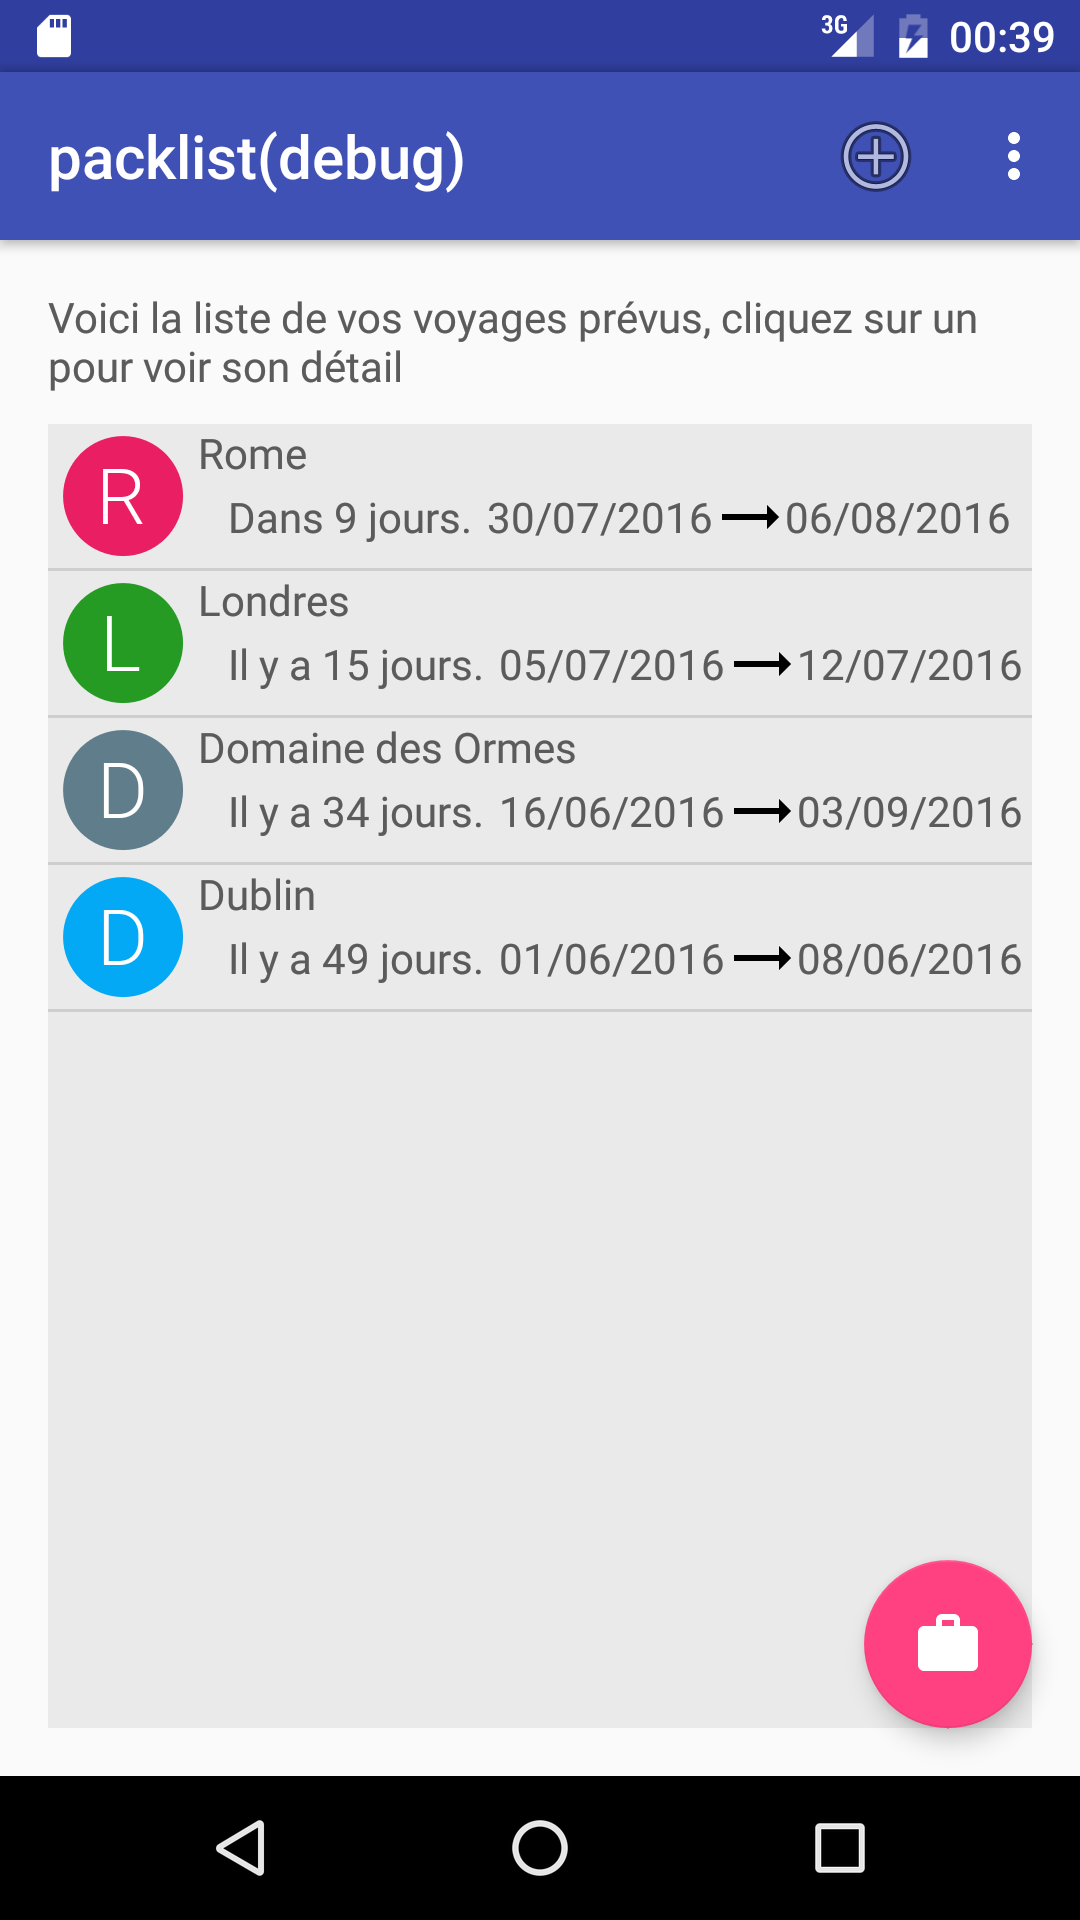 3G 00:39
packlist(debug)
Voici la liste de vos voyages prévus, cliquez sur un
pour voir son détail
R Rome
Dans 9 jours. 30/07/2016 06/08/2016
L Londres
Il y a 15 jours. 05/07/2016 12/07/2016
D Domaine des Ormes
Il y a 34 jours. 16/06/2016 03/09/2016
D Dublin
Il y a 49 jours. 01/06/2016 08/06/2016